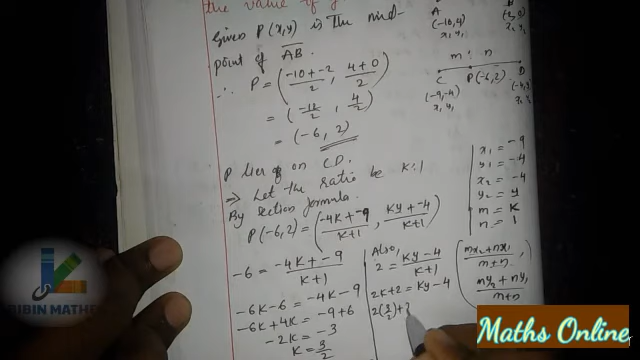 the value of y.
Given P(x,y) is the mid-
point of AB.
∴ P = (-10+-2/2, 4+0/2)
= (-12/2, 4/2)
= (-6, 2)
P lies on CD.
⇒ Let the ratio be K:1
By section formula.
P(-6,2) = (-4K+-9/K+1, Ky+-4/K+1)
-6 = -4K+-9/K+1
-6K-6 = -4K-9
-6K+4K = -9+6
-2K = -3
K = 3/2
Also,
2 = Ky-4/K+1
2K+2 = Ky-4
2(3/2)+2
A
(-10,4)
x₁ y₁
(-2,0)
x₂ y₂
m : n
C P(-6,2) D
(-9,-4)
x₁ y₁
x₁ = -9
y₁ = -4
x₂ = -4
y₂ = y
m = K
n = 1
(mx₂+nx₁/m+n,
my₂+ny₁/m+n)
BIBIN MATHE
Maths Online